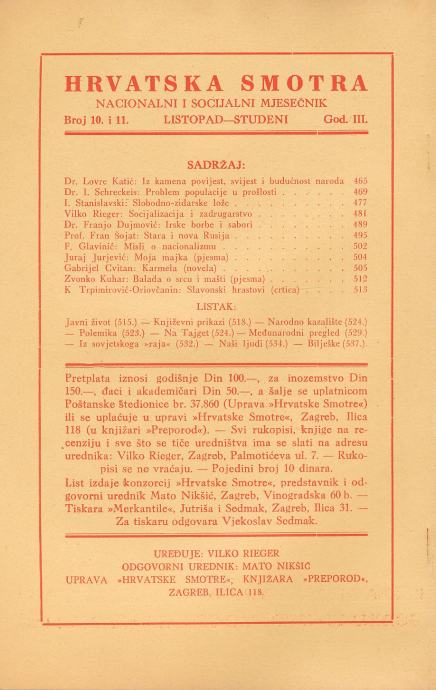 HRVATSKA SMOTRA
NACIONALNI I SOCIJALNI MJESEČNIK
Broj 10. i 11. LISTOPAD—STUDENI God. III.
SADRŽAJ:
Dr. Lovre Katić: Iz kamena povijest, svijest i budućnost naroda 465
Dr. I. Schreckeis: Problem populacije u prošlosti . . . . . . 469
I. Stanislavski: Slobodno-zidarske lože . . . . . . . . 477
Vilko Rieger: Socijalizacija i zadrugarstvo . . . . . . . 481
Dr. Franjo Dujmović: Irske borbe i sabori . . . . . . . 489
Prof. Fran Šojat: Stara i nova Rusija . . . . . . . . 495
F. Glavinić: Misli o nacionalizmu . . . . . . . . . 502
Juraj Jurjević: Moja majka (pjesma) . . . . . . . . 504
Gabrijel Cvitan: Karmela (novela) . . . . . . . . . 505
Zvonko Kuhar: Balada o srcu i mašti (pjesma) . . . . . . 512
K Trpimirović-Oriovčanin: Slavonski hrastovi (crtica) . . . . 513
LISTAK:
Javni život (515.) — Književni prikazi (518.) — Narodno kazalište (524.)
— Polemika (523.) — Na Tajget (524.) — Međunarodni pregled (529.)
— Iz sovjetskoga »raja« (532.) — Naši ljudi (534.) — Bilješke (537.)
Pretplata iznosi godišnje Din 100.—, za inozemstvo Din
150.—, đaci i akademičari Din 50.—, a šalje se uplatnicom
Poštanske štedionice br. 37.860 (Uprava »Hrvatske Smotre«)
ili se uplaćuje u upravi »Hrvatske Smotre«, Zagreb, Ilica
118 (u knjižari »Preporod«). — Svi rukopisi, knjige na re-
cenziju i sve što se tiče uredništva ima se slati na adresu
urednika: Vilko Rieger, Zagreb, Palmotićeva ul. 7. — Ruko-
pisi se no vraćaju. — Pojedini broj 10 dinara.
List izdaje konzorcij »Hrvatske Smotre«, predstavnik i od-
govorni urednik Mato Nikšić, Zagreb, Vinogradska 60 b. —
Tiskara »Merkantile«, Jutriša i Sedmak, Zagreb, Ilica 31. —
Za tiskaru odgovara Vjekoslav Sedmak.
UREĐUJE: VILKO RIEGER
ODGOVORNI UREDNIK: MATO NIKŠIĆ
UPRAVA »HRVATSKE SMOTRE«, KNJIŽARA »PREPOROD«,
ZAGREB, ILICA 118.